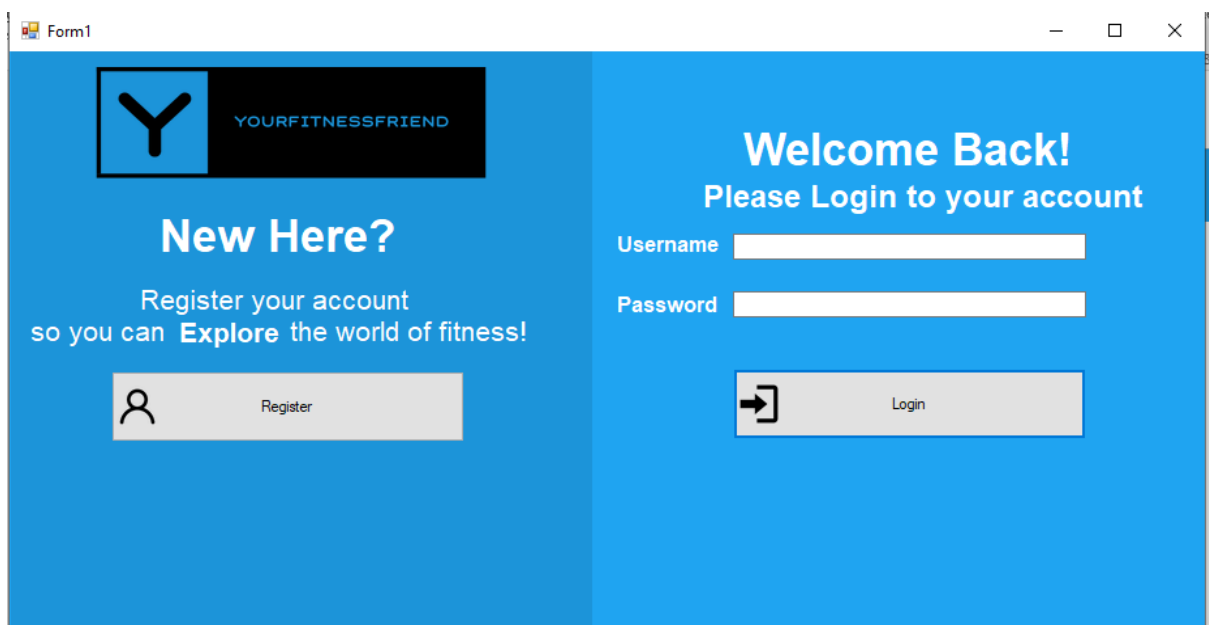 Form1
YOURFITNESSFRIEND
New Here?
Register your account
so you can Explore the world of fitness!
Register
Welcome Back!
Please Login to your account
Username
Password
Login